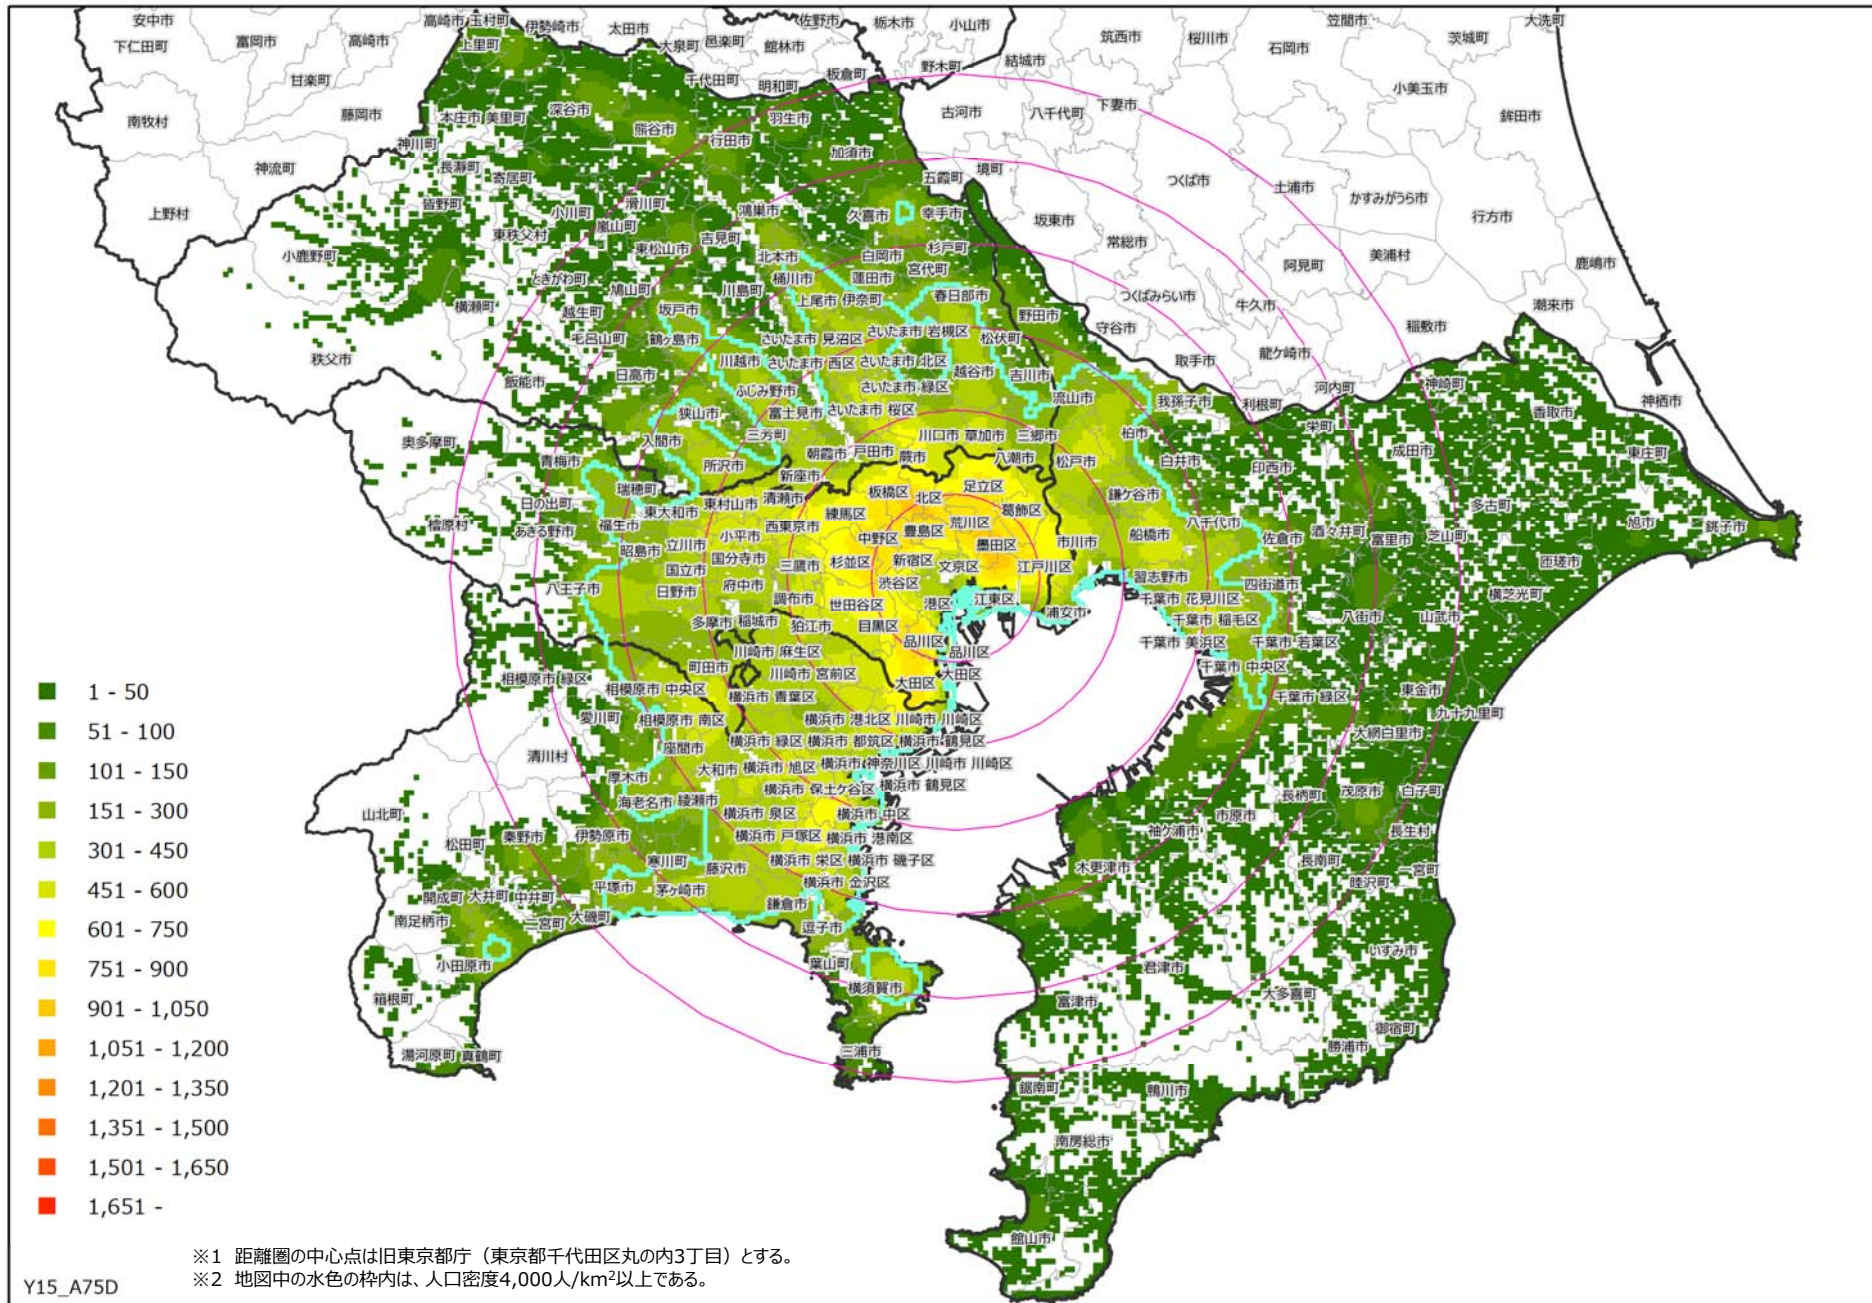 安中市
高崎市 玉村町
伊勢崎市
太田市
佐野市
栃木市
小山市
笠間市
大洗町
下仁田町
富岡市
高崎市
上里町
大泉町
邑楽町
館林市
筑西市
桜川市
石岡市
茨城町
甘楽町
千代田町
明和町
板倉町
野木町
結城市
小美玉市
南牧村
藤岡市
本庄市
美里町
深谷市
熊谷市
行田市
羽生市
古河市
八千代町
下妻市
鉾田市
神川町
加須市
神流町
長瀞町
寄居町
五霞町
境町
つくば市
土浦市
かすみがうら市
上野村
皆野町
小川町
滑川町
鴻巣市
久喜市
幸手市
坂東市
行方市
東秩父村
嵐山町
吉見町
常総市
小鹿野町
東松山市
北本市
白岡市
杉戸町
美浦村
ときがわ町
鳩山町
川島町
桶川市
蓮田市
宮代町
阿見町
鹿嶋市
横瀬町
越生町
坂戸市
上尾市
伊奈町
春日部市
つくばみらい市
牛久市
潮来市
野田市
守谷市
稲敷市
秩父市
毛呂山町
鶴ヶ島市
さいたま市 見沼区
さいたま市 岩槻区
松伏町
取手市
龍ケ崎市
飯能市
日高市
川越市
さいたま市 西区
さいたま市 北区
越谷市
吉川市
河内町
神崎町
ふじみ野市
さいたま市 緑区
流山市
我孫子市
利根町
神栖市
狭山市
富士見市
さいたま市 桜区
栄町
香取市
奥多摩町
入間市
三芳町
川口市
草加市
三郷市
柏市
青梅市
所沢市
朝霞市
戸田市
蕨市
八潮市
松戸市
白井市
印西市
成田市
東庄町
新座市
日の出町
瑞穂町
東村山市
清瀬市
板橋区
北区
足立区
鎌ケ谷市
多古町
檜原村
あきる野市
福生市
東大和市
西東京市
練馬区
荒川区
葛飾区
八千代市
佐倉市
酒々井町
富里市
芝山町
旭市
銚子市
昭島市
立川市
小平市
中野区
豊島区
墨田区
市川市
船橋市
匝瑳市
国立市
国分寺市
三鷹市
杉並区
新宿区
文京区
江戸川区
八王子市
日野市
府中市
渋谷区
習志野市
四街道市
横芝光町
調布市
世田谷区
港区
江東区
浦安市
千葉市 花見川区
八街市
山武市
多摩市
稲城市
狛江市
目黒区
千葉市 稲毛区
品川区
千葉市 美浜区
千葉市 若葉区
川崎市 麻生区
品川区
町田市
千葉市 中央区
相模原市 緑区
川崎市 宮前区
大田区
大田区
相模原市 中央区
横浜市 青葉区
千葉市 緑区
東金市
九十九里町
愛川町
相模原市 南区
横浜市 港北区
川崎市 川崎区
大網白里市
清川村
座間市
横浜市 緑区
横浜市 都筑区
横浜市 鶴見区
厚木市
大和市
横浜市 旭区
横浜市 神奈川区
川崎市 川崎区
横浜市 保土ケ谷区
横浜市 鶴見区
長柄町
茂原市
白子町
山北町
海老名市
綾瀬市
横浜市 泉区
横浜市 中区
市原市
松田町
秦野市
伊勢原市
横浜市 戸塚区
横浜市 港南区
袖ケ浦市
長生村
寒川町
藤沢市
横浜市 栄区
横浜市 磯子区
木更津市
長南町
一宮町
平塚市
茅ヶ崎市
横浜市 金沢区
睦沢町
開成町
大井町
中井町
鎌倉市
南足柄市
二宮町
大磯町
逗子市
いすみ市
小田原市
葉山町
君津市
箱根町
横須賀市
富津市
大多喜町
御宿町
湯河原町
真鶴町
三浦市
勝浦市
鋸南町
鴨川市
南房総市
館山市
1 - 50
51 - 100
101 - 150
151 - 300
301 - 450
451 - 600
601 - 750
751 - 900
901 - 1,050
1,051 - 1,200
1,201 - 1,350
1,351 - 1,500
1,501 - 1,650
1,651 -
※1 距離圏の中心点は旧東京都庁（東京都千代田区丸の内3丁目）とする。
※2 地図中の水色の枠内は、人口密度4,000人/km²以上である。
Y15_A75D